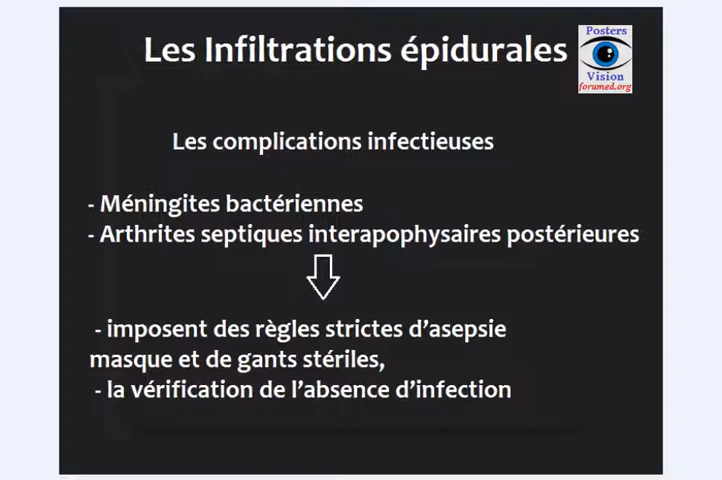 Les Infiltrations épidurales
Posters
Vision
forumed.org
Les complications infectieuses
- Méningites bactériennes
- Arthrites septiques interapophysaires postérieures
- imposent des règles strictes d’asepsie
masque et de gants stériles,
- la vérification de l’absence d’infection